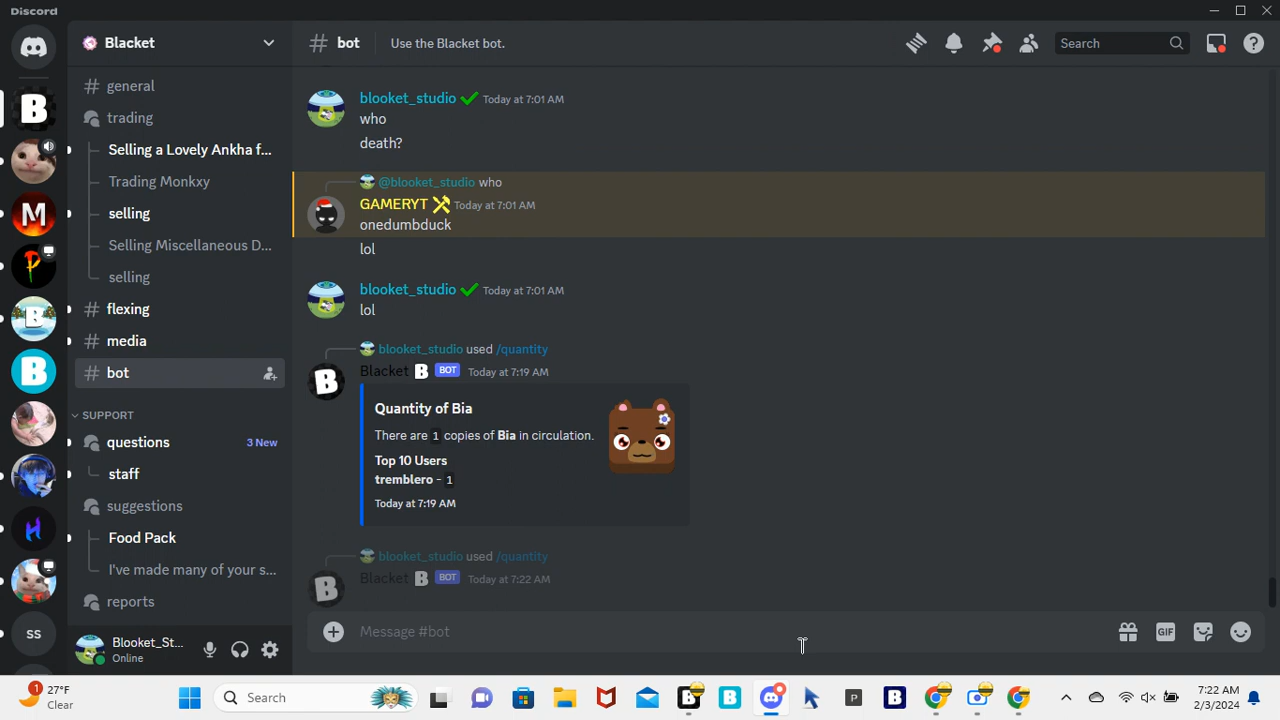 Discord
Blacket
# bot
Use the Blacket bot.
Search
general
trading
Selling a Lovely Ankha f...
Trading Monkxy
selling
Selling Miscellaneous D...
selling
flexing
media
bot
SUPPORT
questions
3 New
staff
suggestions
Food Pack
I've made many of your s...
reports
Blooket_St...
Online
blooket_studio Today at 7:01 AM
who
death?
@blooket_studio who
GAMERYT Today at 7:01 AM
onedumbduck
lol
blooket_studio Today at 7:01 AM
lol
blooket_studio used /quantity
Blacket B BOT Today at 7:19 AM
Quantity of Bia
There are 1 copies of Bia in circulation.
Top 10 Users
tremblero - 1
Today at 7:19 AM
blooket_studio used /quantity
Blacket B BOT Today at 7:22 AM
Message #bot
GIF
B
M
P
B
B
H
SS
1
27°F
Clear
Search
7:22 AM
2/3/2024